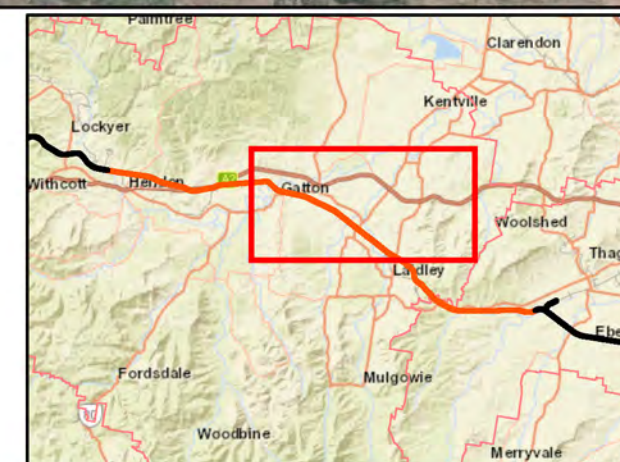 Palmtree
Clarendon
Kentville
Lockyer
Withcott
Helidon
A2
Gatton
Woolshed
Thag
Laidley
Ebe
Fordsdale
Mulgowie
Woodbine
Merryvale